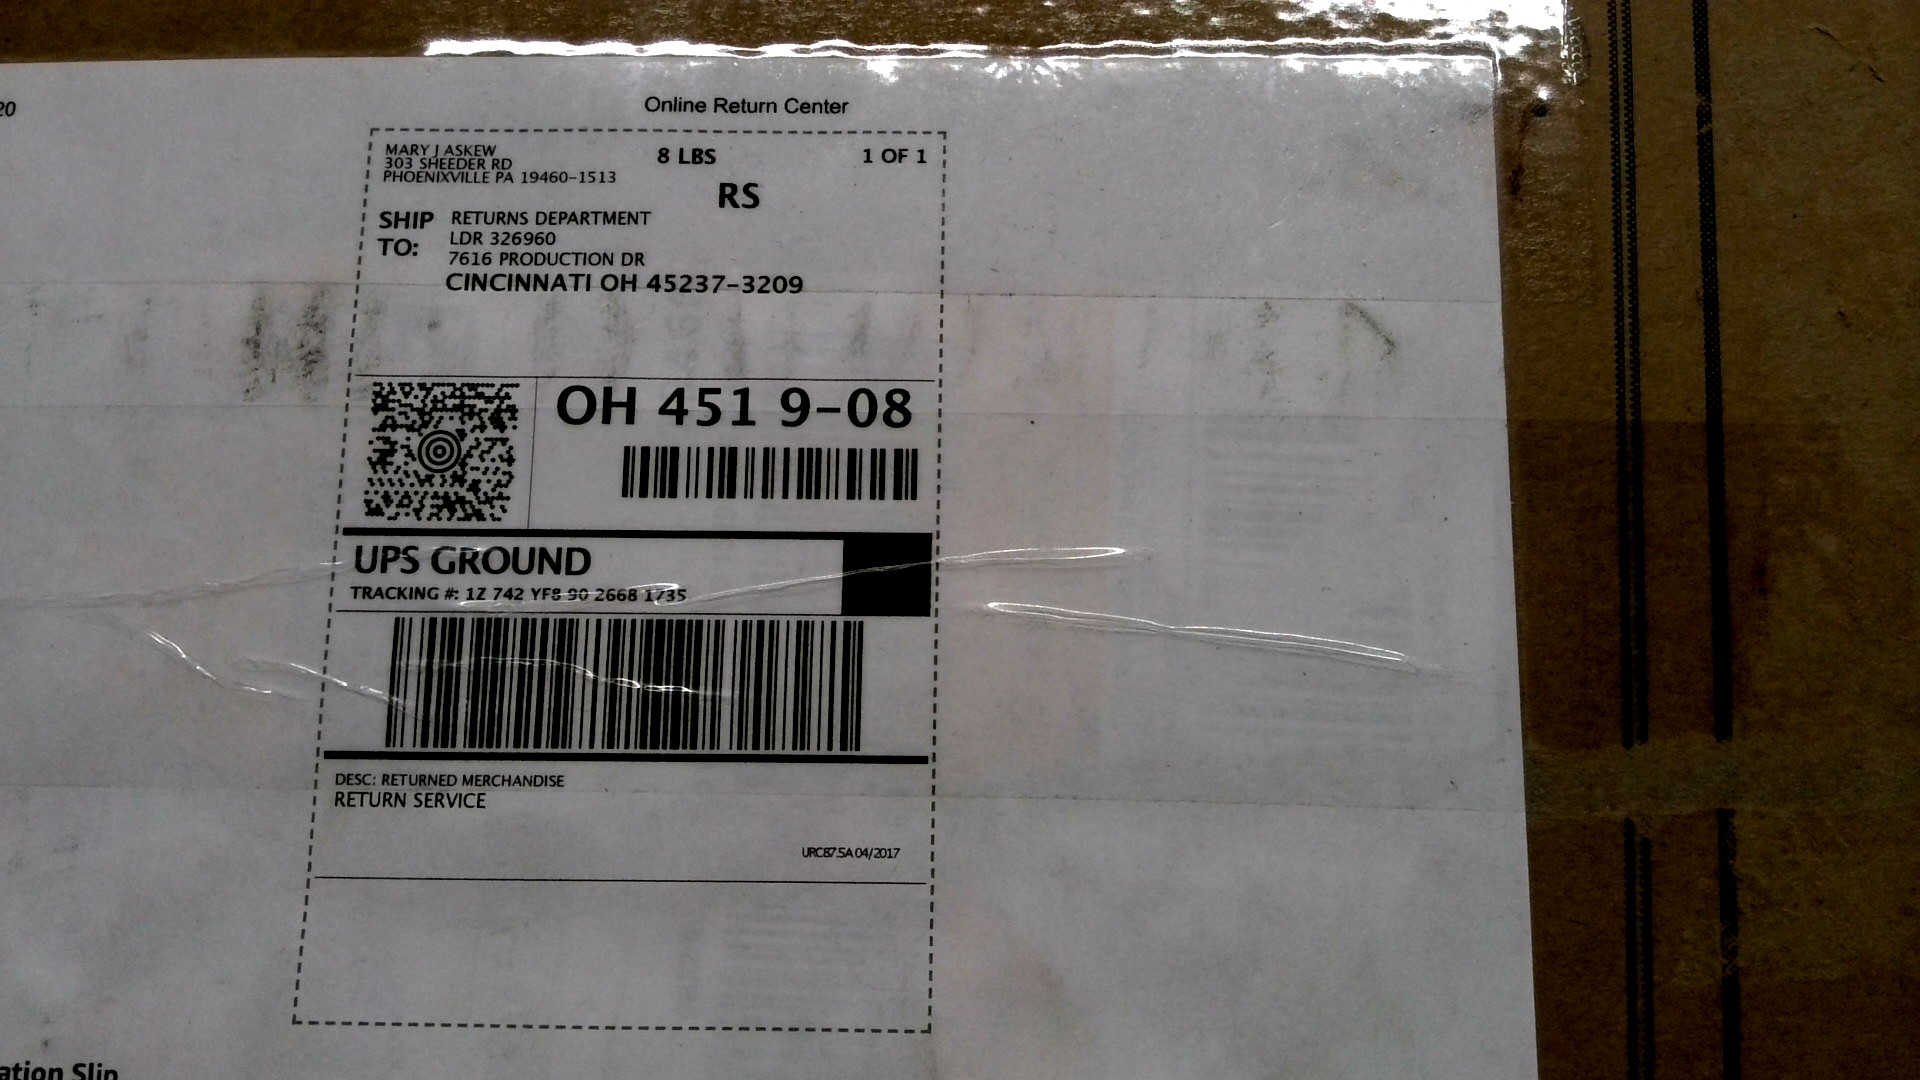 20
Online Return Center
MARY J ASKEW
303 SHEEDER RD
PHOENIXVILLE PA 19460-1513
8 LBS
1 OF 1
RS
SHIP TO:
RETURNS DEPARTMENT
LDR 326960
7616 PRODUCTION DR
CINCINNATI OH 45237-3209
OH 451 9-08
UPS GROUND
TRACKING #: 1Z 742 YF8 90 2668 1735
DESC: RETURNED MERCHANDISE
RETURN SERVICE
URC87.5A 04/2017
ation Slip